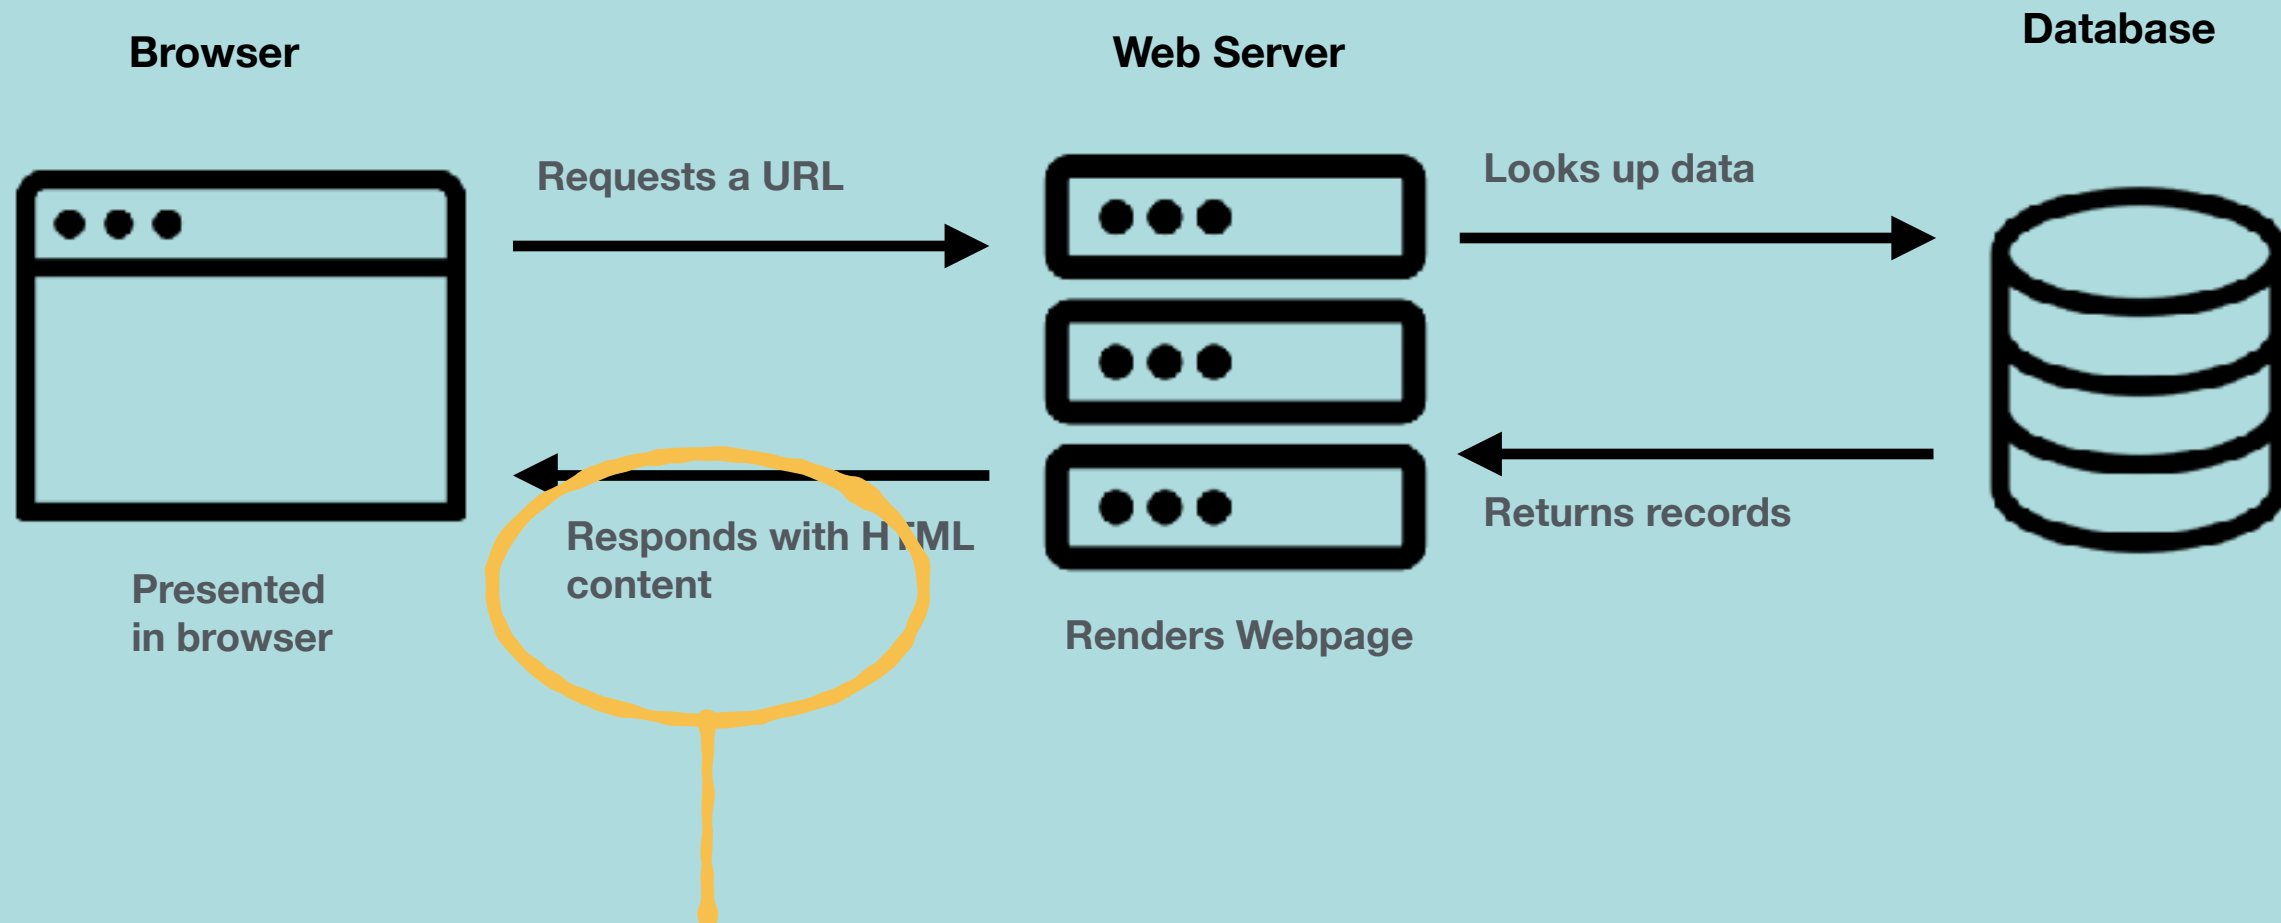 Browser
Web Server
Database
Requests a URL
Looks up data
Responds with HTML
content
Returns records
Presented
in browser
Renders Webpage